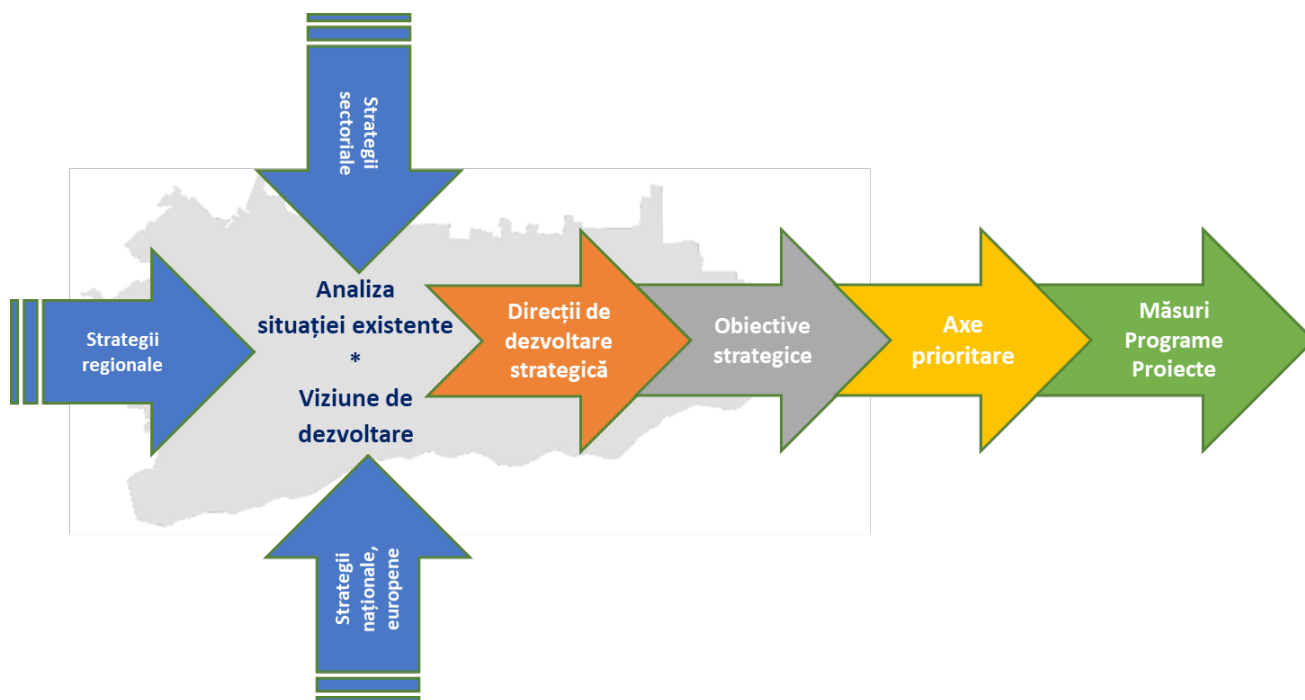 Strategii
sectoriale
Strategii
regionale
Analiza
situației existente
*
Viziune de
dezvoltare
Direcții de
dezvoltare
strategică
Obiective
strategice
Axe
prioritare
Măsuri
Programe
Proiecte
Strategii
naționale,
europene